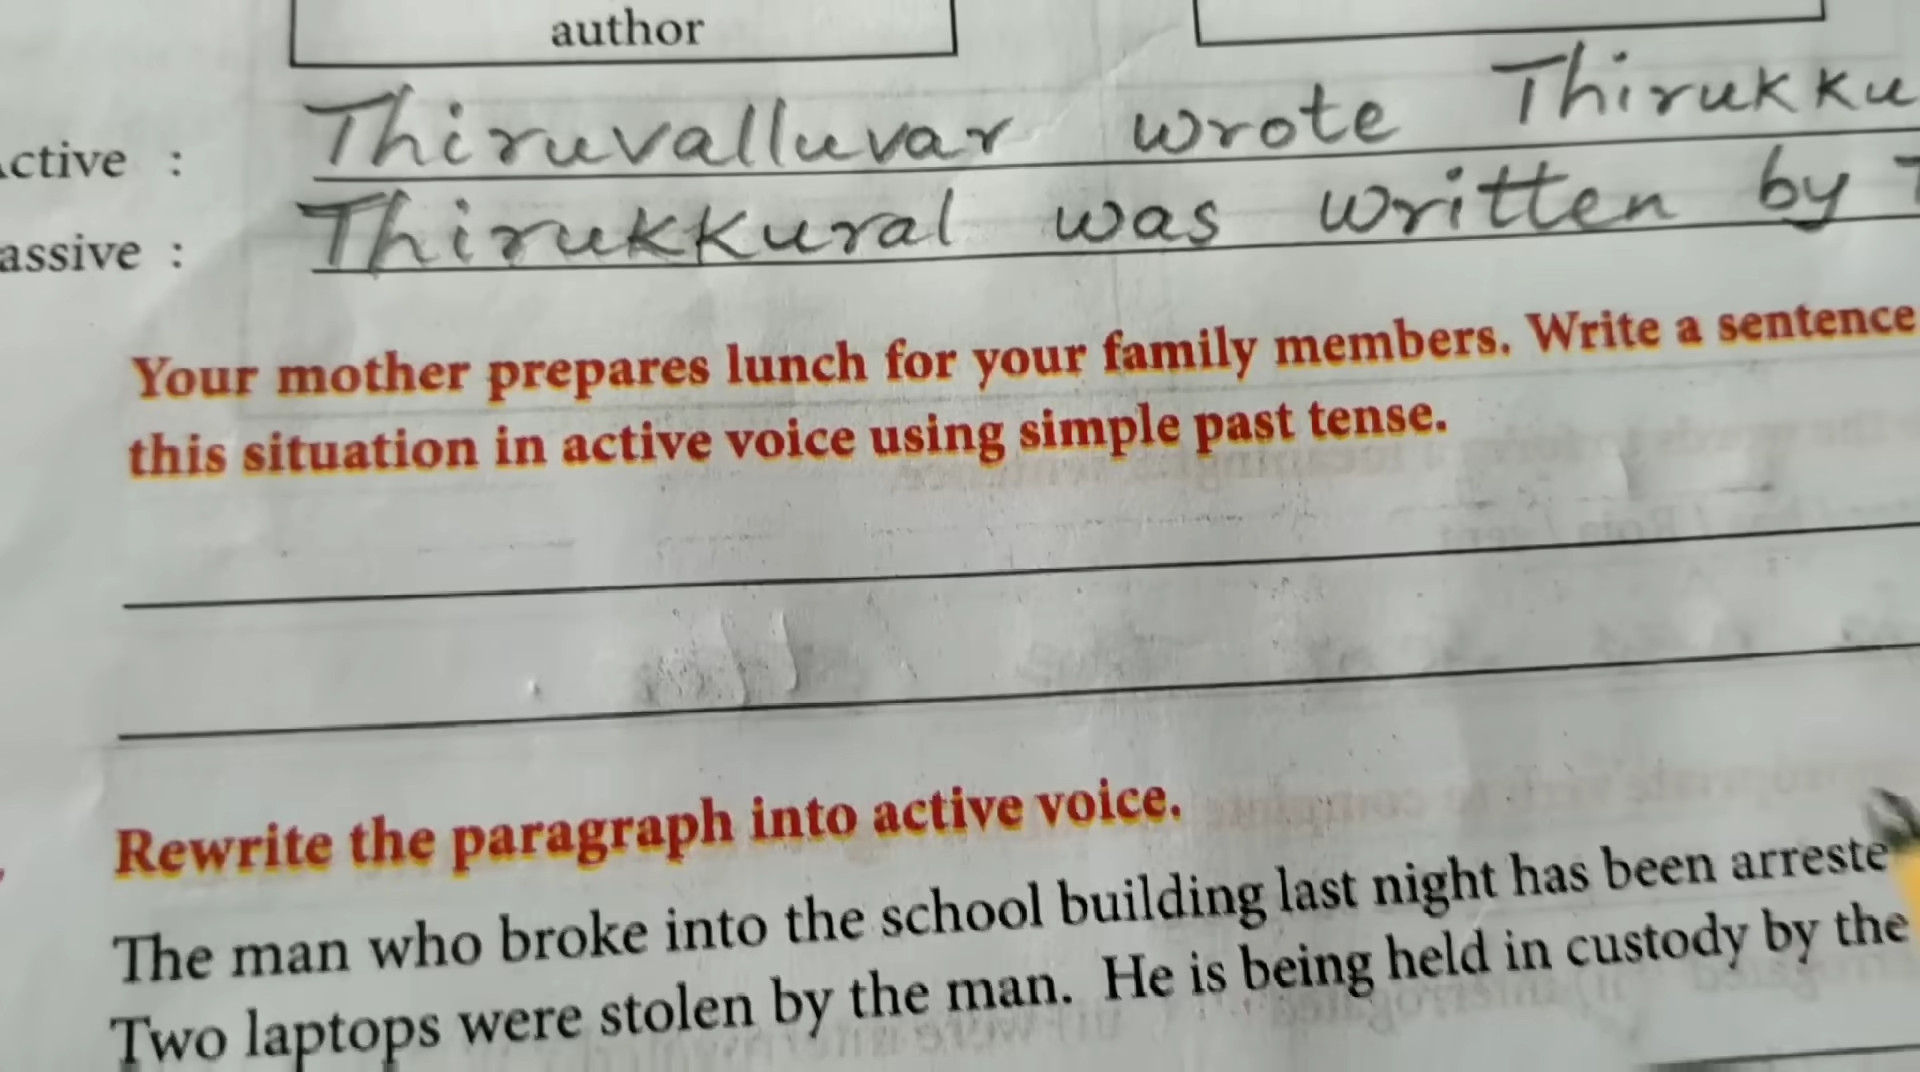 author
ctive : Thiruvalluvar wrote Thirukku
assive : Thirukkural was written by T
Your mother prepares lunch for your family members. Write a sentence
this situation in active voice using simple past tense.
Rewrite the paragraph into active voice.
The man who broke into the school building last night has been arreste
Two laptops were stolen by the man. He is being held in custody by the